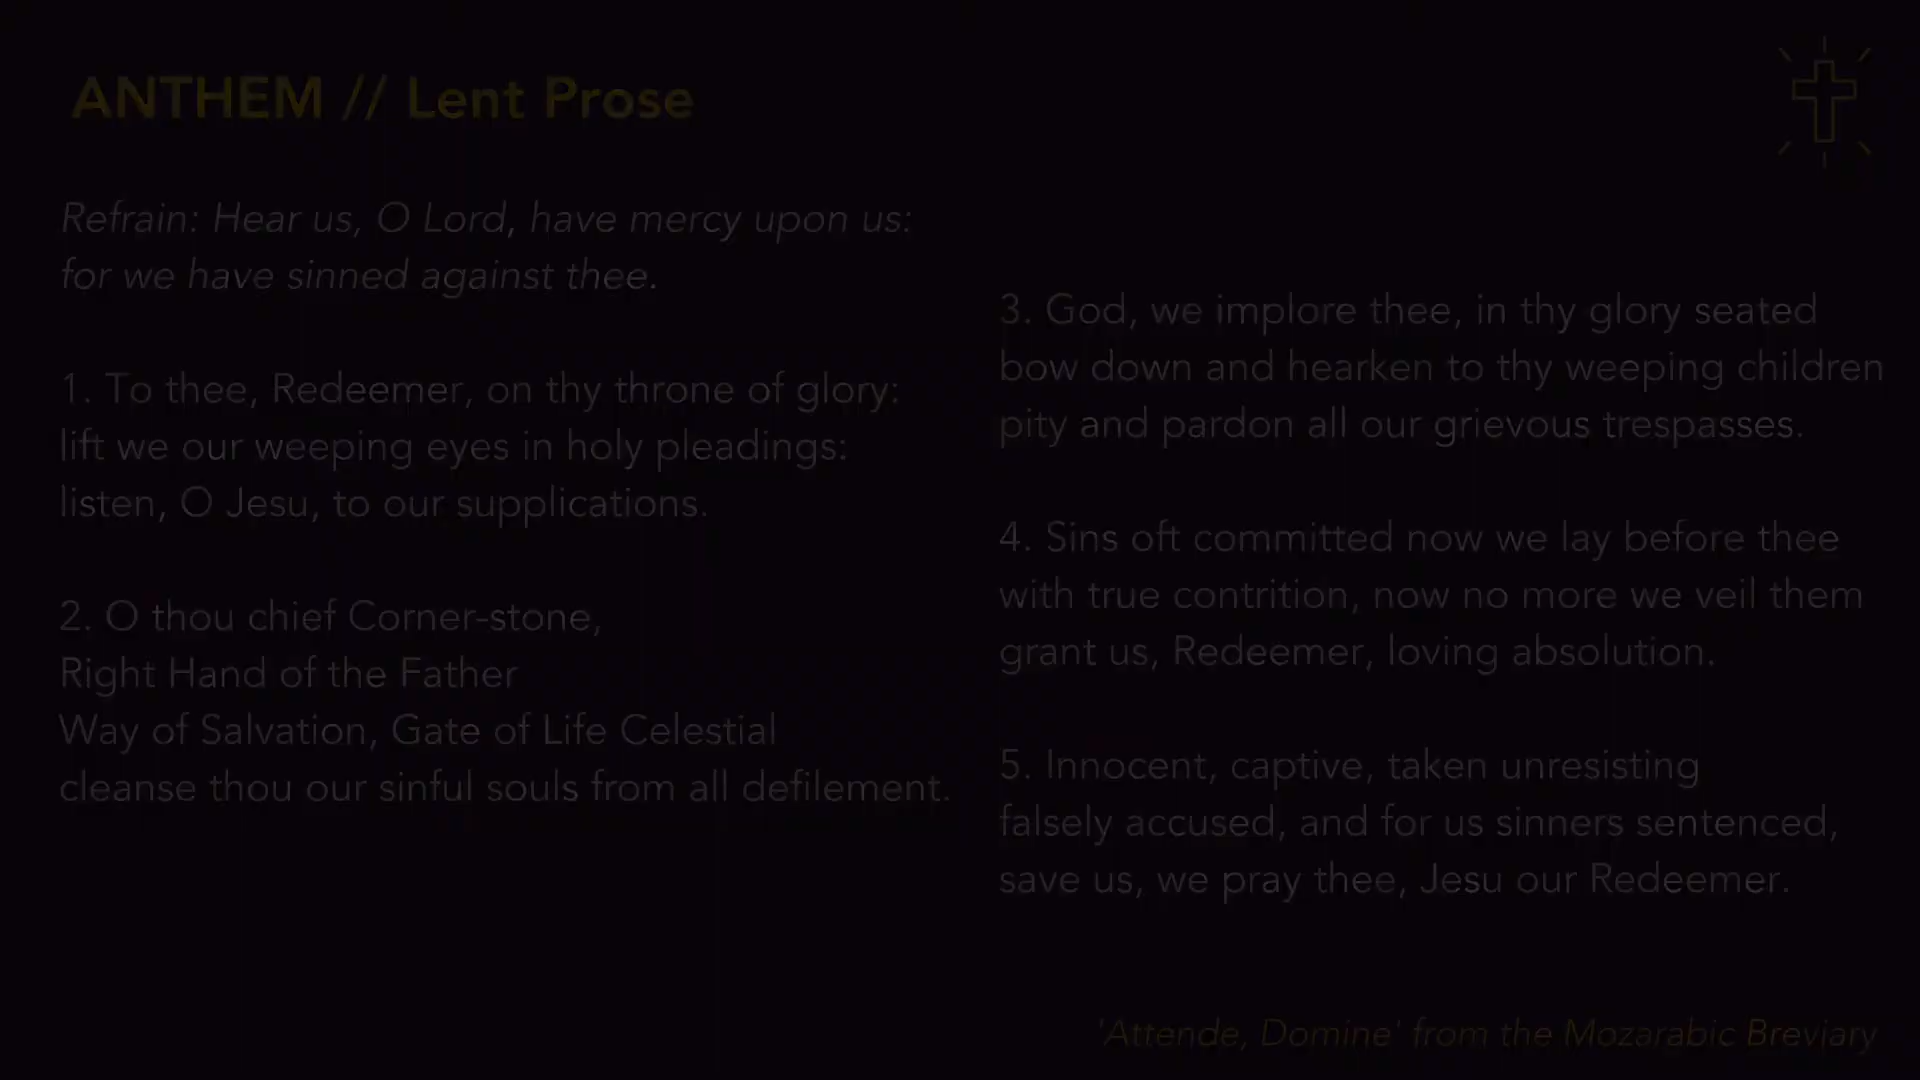 ANTHEM // Lent Prose
Refrain: Hear us, O Lord, have mercy upon us:
for we have sinned against thee.
1. To thee, Redeemer, on thy throne of glory:
lift we our weeping eyes in holy pleadings:
listen, O Jesu, to our supplications.
2. O thou chief Corner-stone,
Right Hand of the Father
Way of Salvation, Gate of Life Celestial
cleanse thou our sinful souls from all defilement.
3. God, we implore thee, in thy glory seated
bow down and hearken to thy weeping children
pity and pardon all our grievous trespasses.
4. Sins oft committed now we lay before thee
with true contrition, now no more we veil them
grant us, Redeemer, loving absolution.
5. Innocent, captive, taken unresisting
falsely accused, and for us sinners sentenced,
save us, we pray thee, Jesu our Redeemer.
'Attende, Domine' from the Mozarabic Breviary